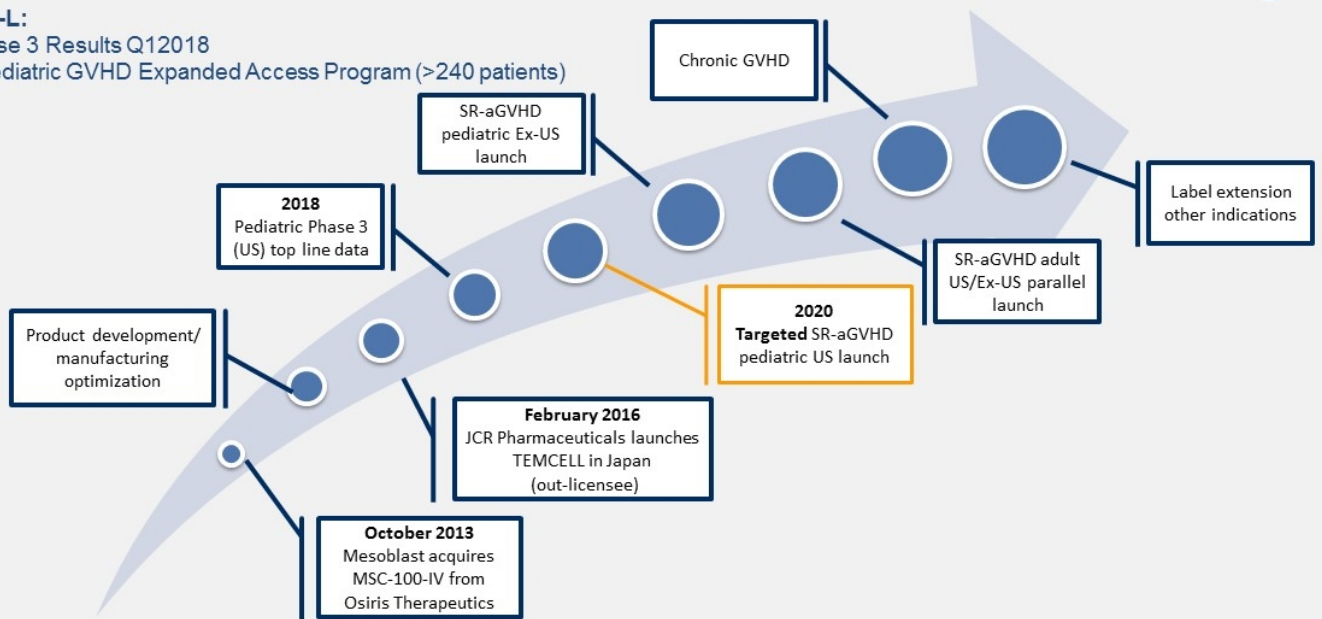 -L:
se 3 Results Q12018
ediatric GVHD Expanded Access Program (>240 patients)
Chronic GVHD
SR-aGVHD
pediatric Ex-US
launch
2018
Pediatric Phase 3
(US) top line data
Label extension
other indications
SR-aGVHD adult
US/Ex-US parallel
launch
2020
Targeted SR-aGVHD
pediatric US launch
Product development/
manufacturing
optimization
February 2016
JCR Pharmaceuticals launches
TEMCELL in Japan
(out-licensee)
October 2013
Mesoblast acquires
MSC-100-IV from
Osiris Therapeutics